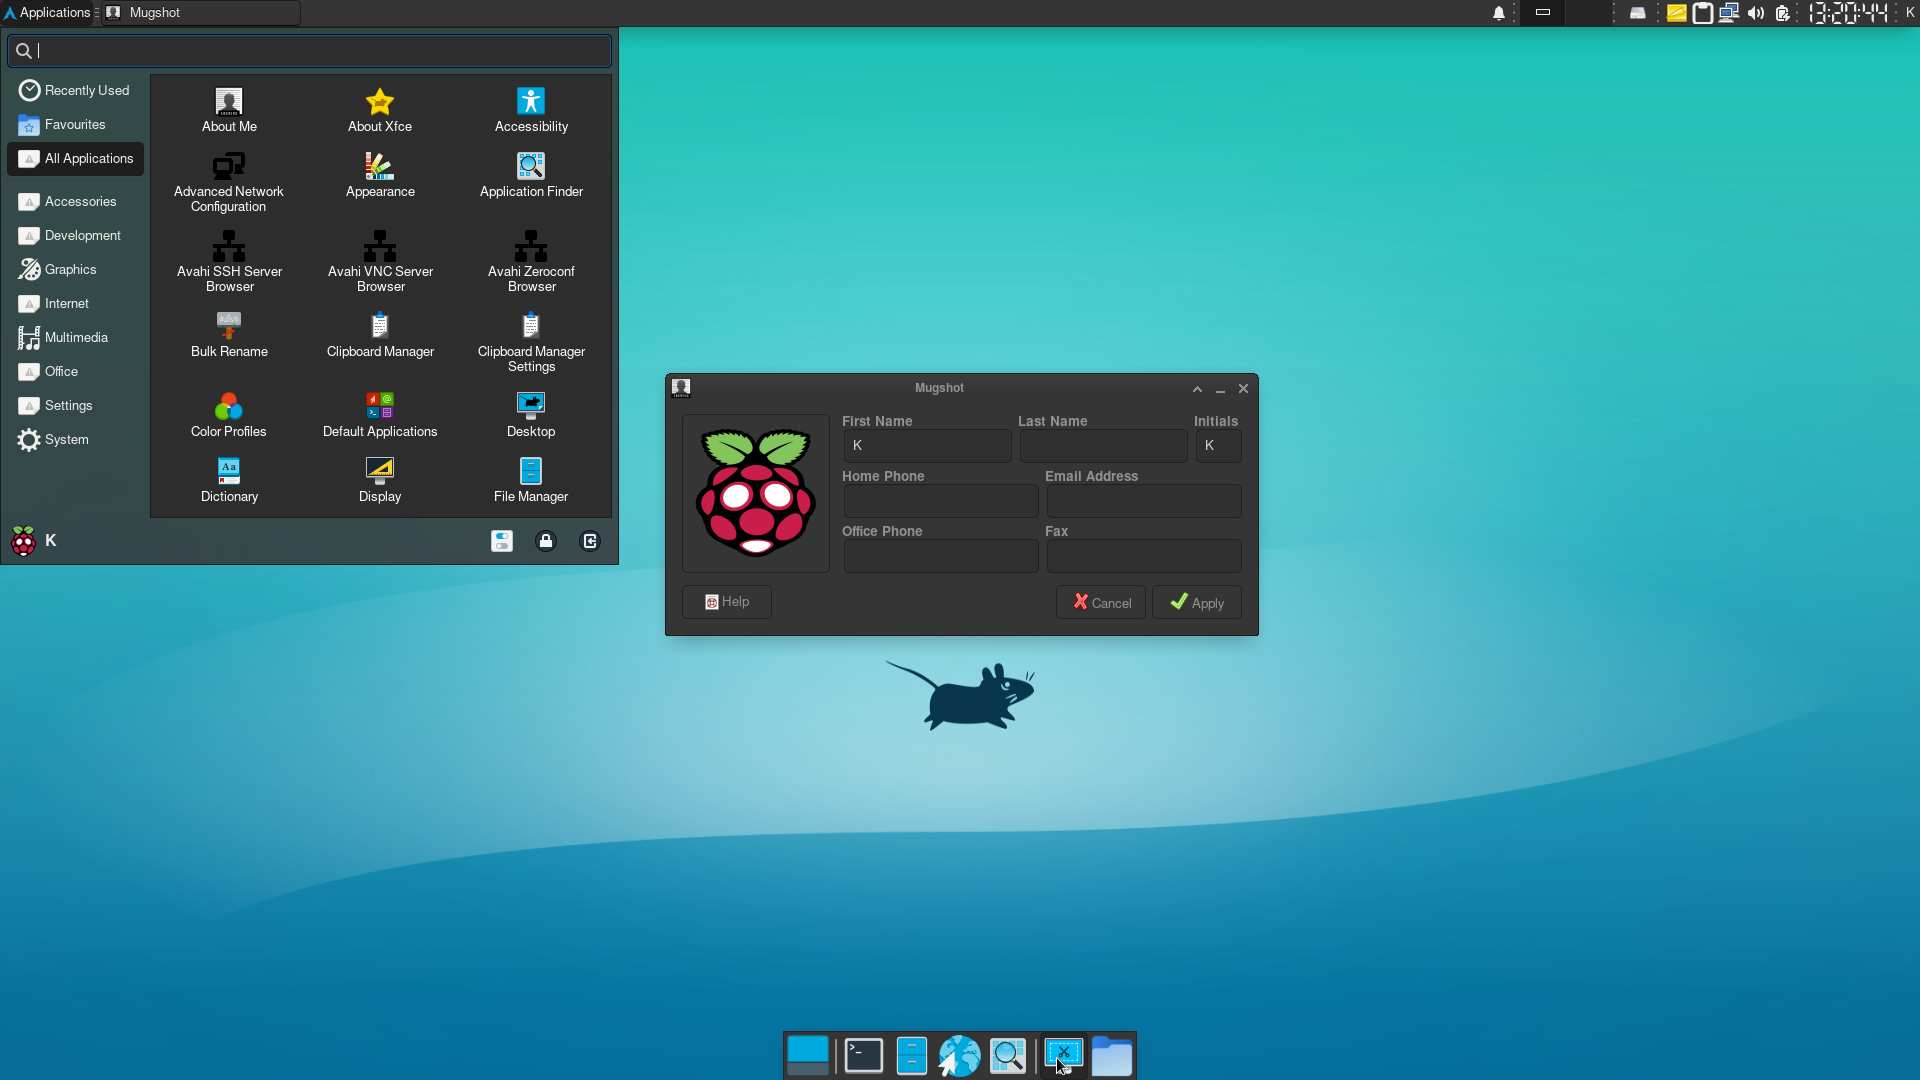 Applications
Mugshot
13:20:44
K
Recently Used
Favourites
All Applications
Accessories
Development
Graphics
Internet
Multimedia
Office
Settings
System
About Me
About Xfce
Accessibility
Advanced Network
Configuration
Appearance
Application Finder
Avahi SSH Server
Browser
Avahi VNC Server
Browser
Avahi Zeroconf
Browser
Bulk Rename
Clipboard Manager
Clipboard Manager
Settings
Color Profiles
Default Applications
Desktop
Dictionary
Display
File Manager
K
Mugshot
First Name
Last Name
Initials
K
K
Home Phone
Email Address
Office Phone
Fax
Help
Cancel
Apply